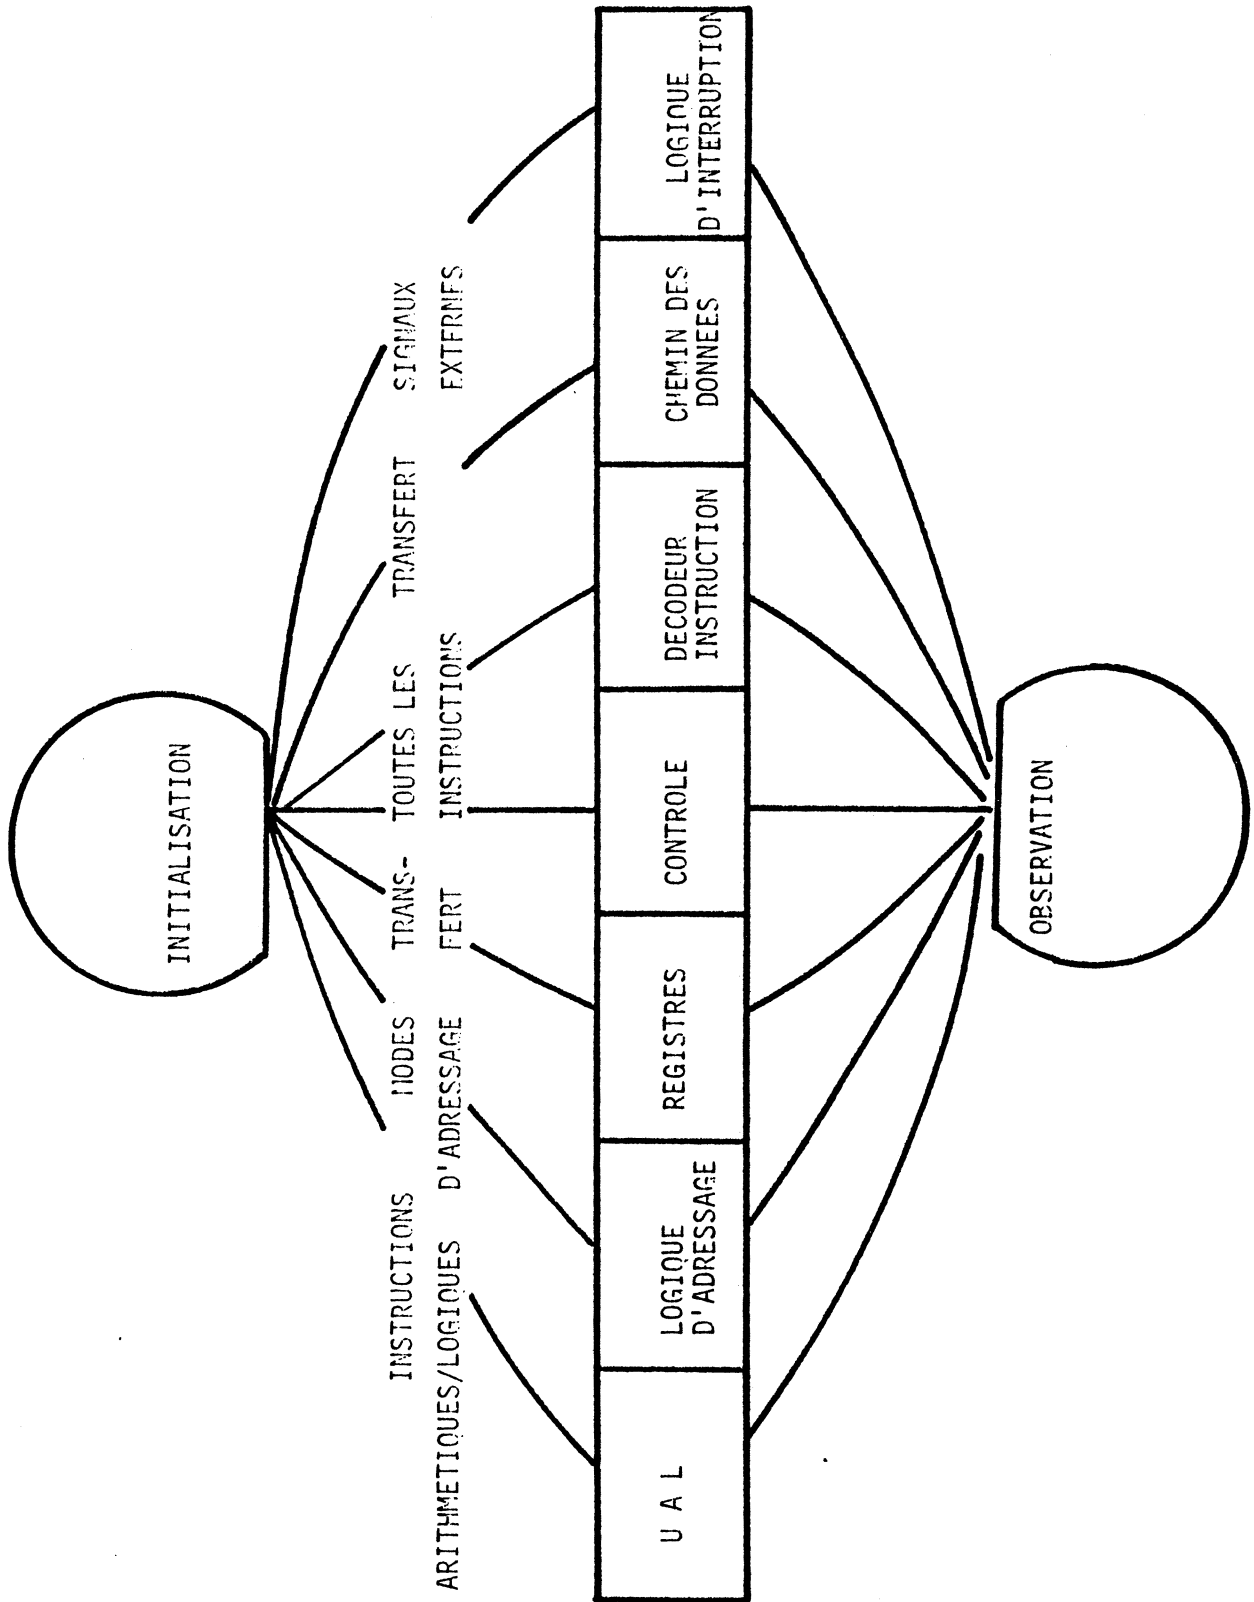 INITIALISATION
INSTRUCTIONS
ARITHMETIQUES/LOGIQUES
MODES
D'ADRESSAGE
TRANS-
FERT
TOUTES LES
INSTRUCTIONS
TRANSFERT
SIGNAUX
EXTERNES
U A L
LOGIQUE
D'ADRESSAGE
REGISTRES
CONTROLE
DECODEUR
INSTRUCTION
CHEMIN DES
DONNEES
LOGIQUE
D'INTERRUPTION
OBSERVATION